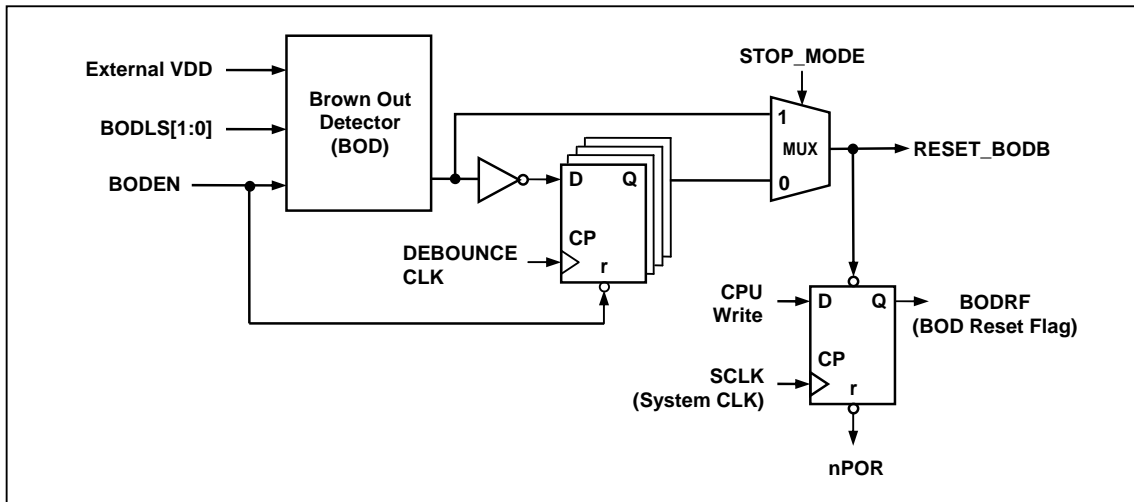 STOP_MODE
External VDD
Brown Out
Detector
(BOD)
BODLS[1:0]
1
MUX
RESET_BODB
BODEN
D
Q
0
CP
DEBOUNCE
CLK
r
CPU
Write
D
Q
BODRF
(BOD Reset Flag)
CP
SCLK
(System CLK)
r
nPOR